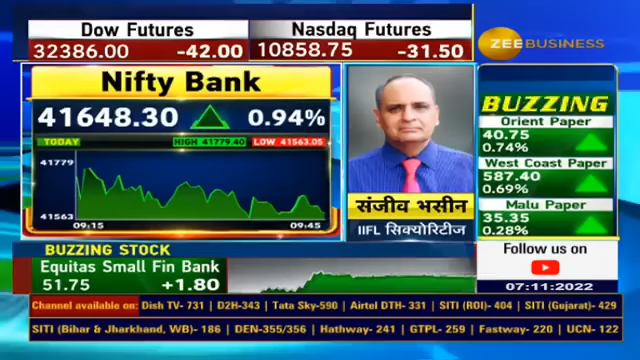 Dow Futures
32386.00 -42.00
Nasdaq Futures
10858.75 -31.50
ZEE BUSINESS
Nifty Bank
41648.30 0.94%
TODAY HIGH 41779.40 LOW 41563.05
41779
41563
09:15 09:45
संजीव भसीन
IIFL सिक्योरिटीज
BUZZING
Orient Paper
40.75
0.74%
West Coast Paper
587.40
0.69%
Malu Paper
35.35
0.28%
BUZZING STOCK
Equitas Small Fin Bank
51.75 +1.80
Follow us on
07:11:2022
Channel available on: Dish TV- 731 | D2H-343 | Tata Sky-590 | Airtel DTH- 331 | SITI (ROI)- 404 | SITI (Gujarat)- 429
SITI (Bihar & Jharkhand, WB)- 186 | DEN-355/356 | Hathway- 241 | GTPL- 259 | Fastway- 220 | UCN- 122